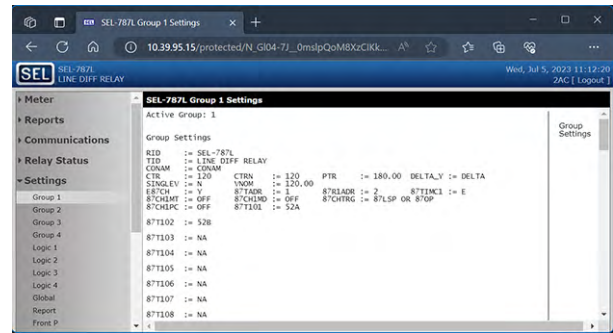 SEL-787L Group 1 Settings
10.39.95.15/protected/N_Gl04-7J__0mslpQoM8XzClKk...
SEL
SEL-787L
LINE DIFF RELAY
Wed, Jul 5, 2023 11:12:20
2AC [ Logout ]
Meter
Reports
Communications
Relay Status
Settings
Group 1
Group 2
Group 3
Group 4
Logic 1
Logic 2
Logic 3
Logic 4
Global
Report
Front P
SEL-787L Group 1 Settings
Active Group: 1
Group Settings
RID := SEL-787L
TID := LINE DIFF RELAY
CONAM := CONAM
CTR := 120 CTRN := 120 PTR := 180.00 DELTA_Y := DELTA
SINGLEV := N VNOM := 120.00
E87CH := Y 87TADR := 1 87R1ADR := 2 87TIMC1 := E
87CH1MT := OFF 87CH1MD := OFF 87CHTRG := 87LSP OR 87OP
87CH1PC := OFF 87T101 := 52A
87T102 := 52B
87T103 := NA
87T104 := NA
87T105 := NA
87T106 := NA
87T107 := NA
87T108 := NA
Group
Settings